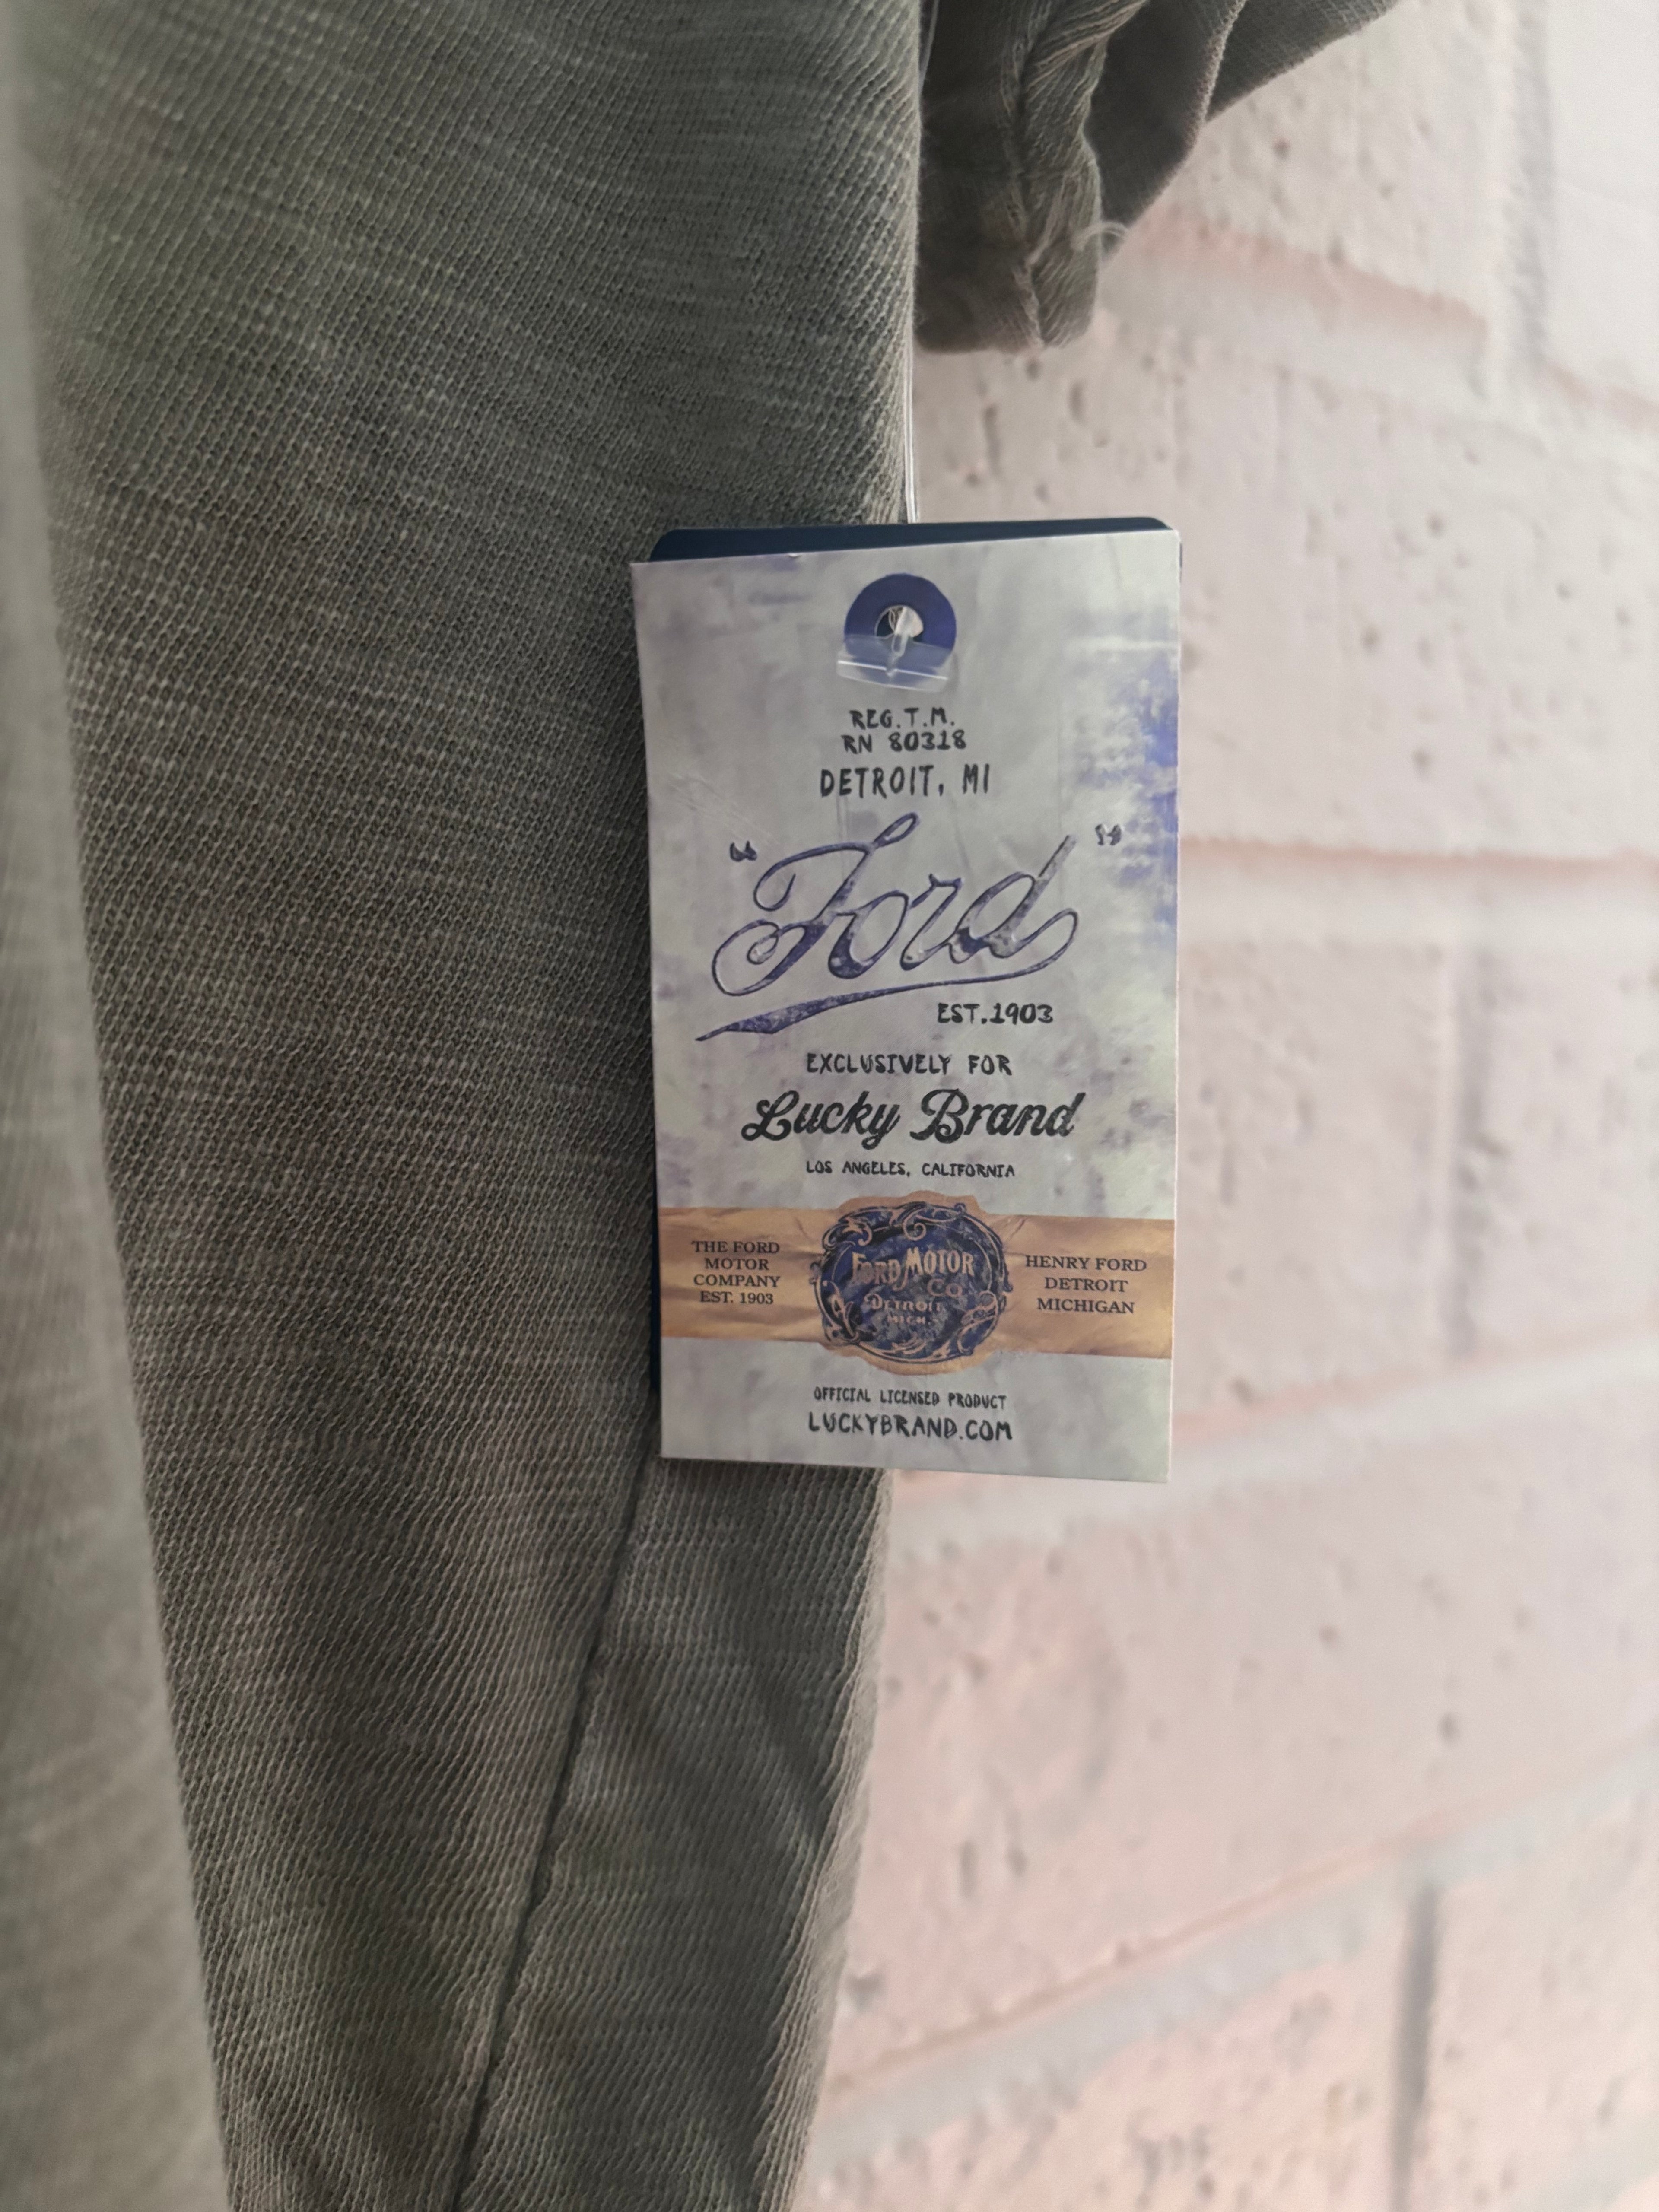 REG.T.M.
RN 80318
DETROIT, MI
"Ford"
EST.1903
EXCLUSIVELY FOR
Lucky Brand
LOS ANGELES, CALIFORNIA
THE FORD
MOTOR
COMPANY
EST. 1903
FORD MOTOR
CO.
DETROIT
MICH.
HENRY FORD
DETROIT
MICHIGAN
OFFICIAL LICENSED PRODUCT
LUCKYBRAND.COM